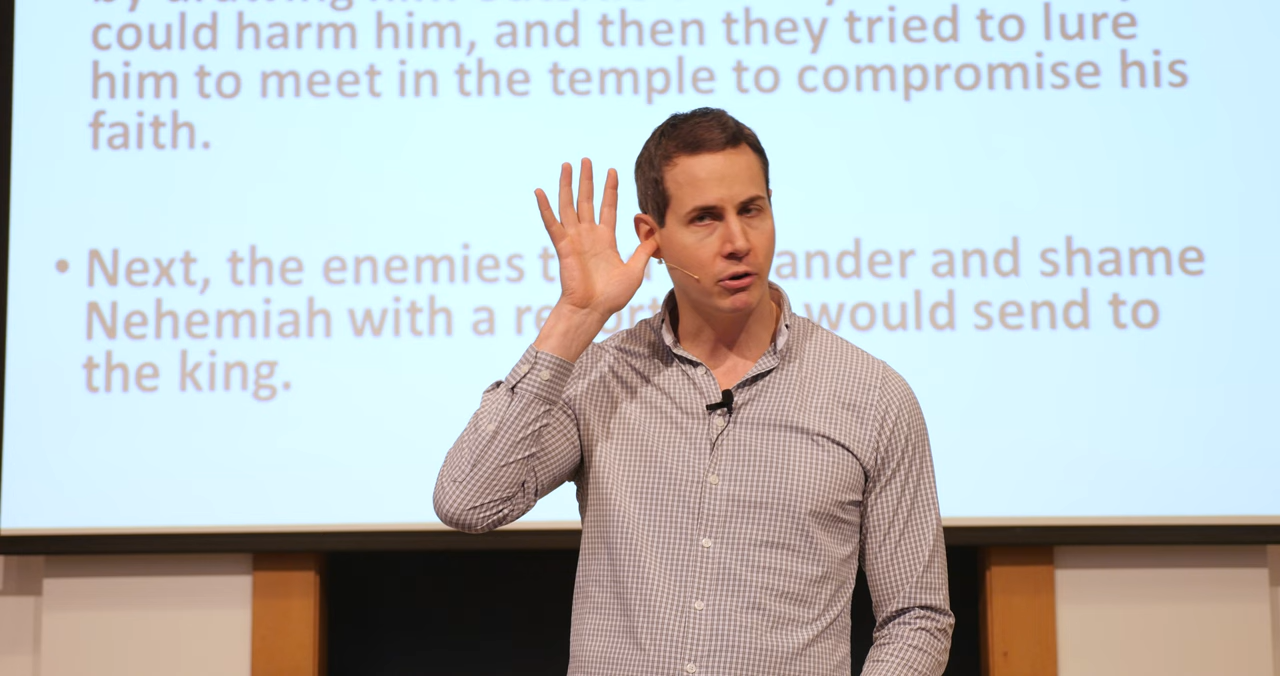 could harm him, and then they tried to lure
him to meet in the temple to compromise his
faith.
• Next, the enemies and shame
Nehemiah with a would send to
the king.